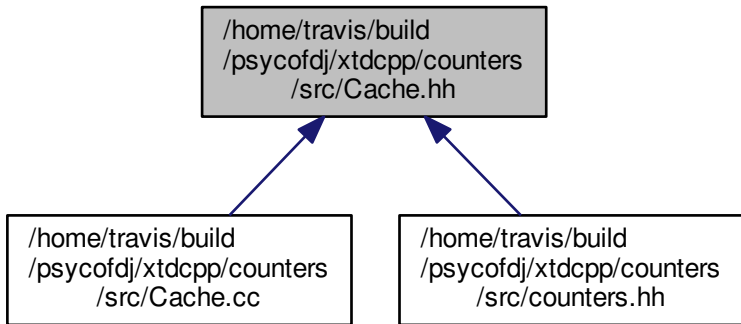 /home/travis/build
/psycofdj/xtdcpp/counters
/src/Cache.hh
/home/travis/build
/psycofdj/xtdcpp/counters
/src/Cache.cc
/home/travis/build
/psycofdj/xtdcpp/counters
/src/counters.hh